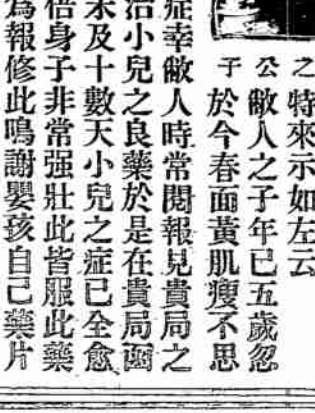 之公子
特來示如左云
敝人之子年已五歲忽
於今春面黃肌瘦不思
症幸敝人時常閱報見貴局之
治小兒之良藥於是在貴局函
未及十數天小兒之症已全愈
倍身子非常强壯此皆服此藥
為報修此鳴謝嬰孩自己藥片